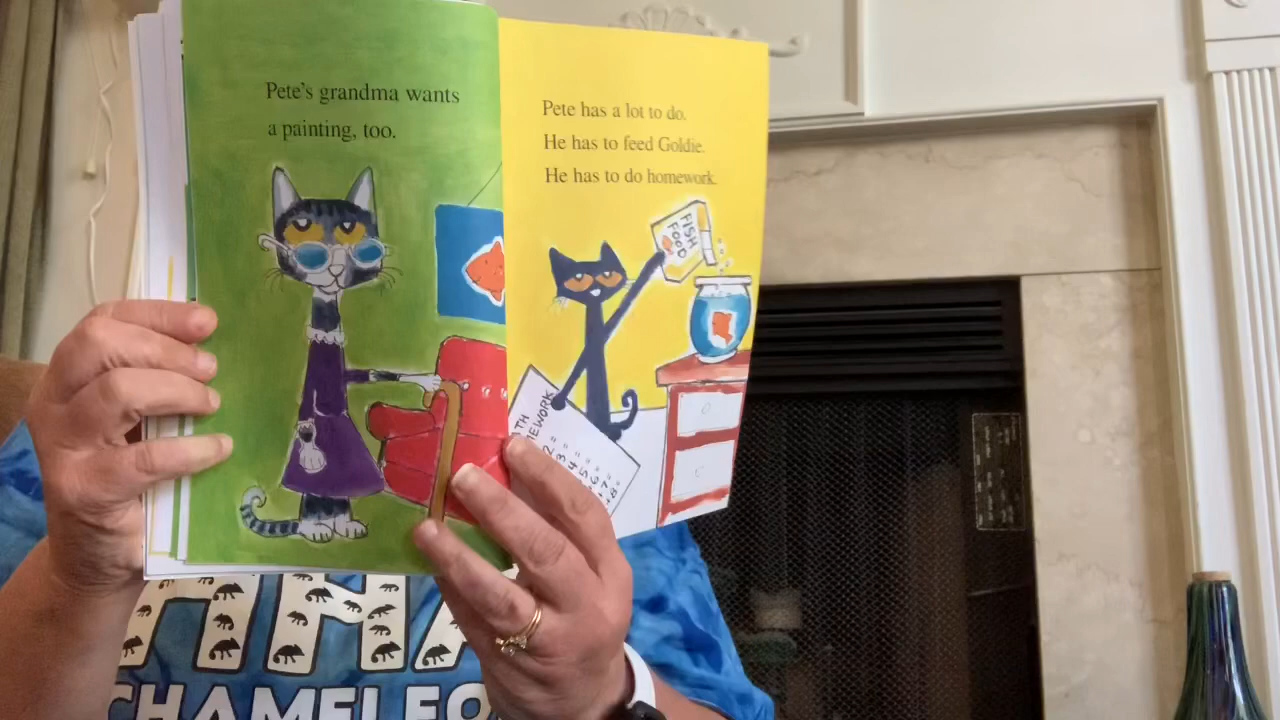 Pete's grandma wants
a painting, too.
Pete has a lot to do.
He has to feed Goldie.
He has to do homework.
FISH
FOOD